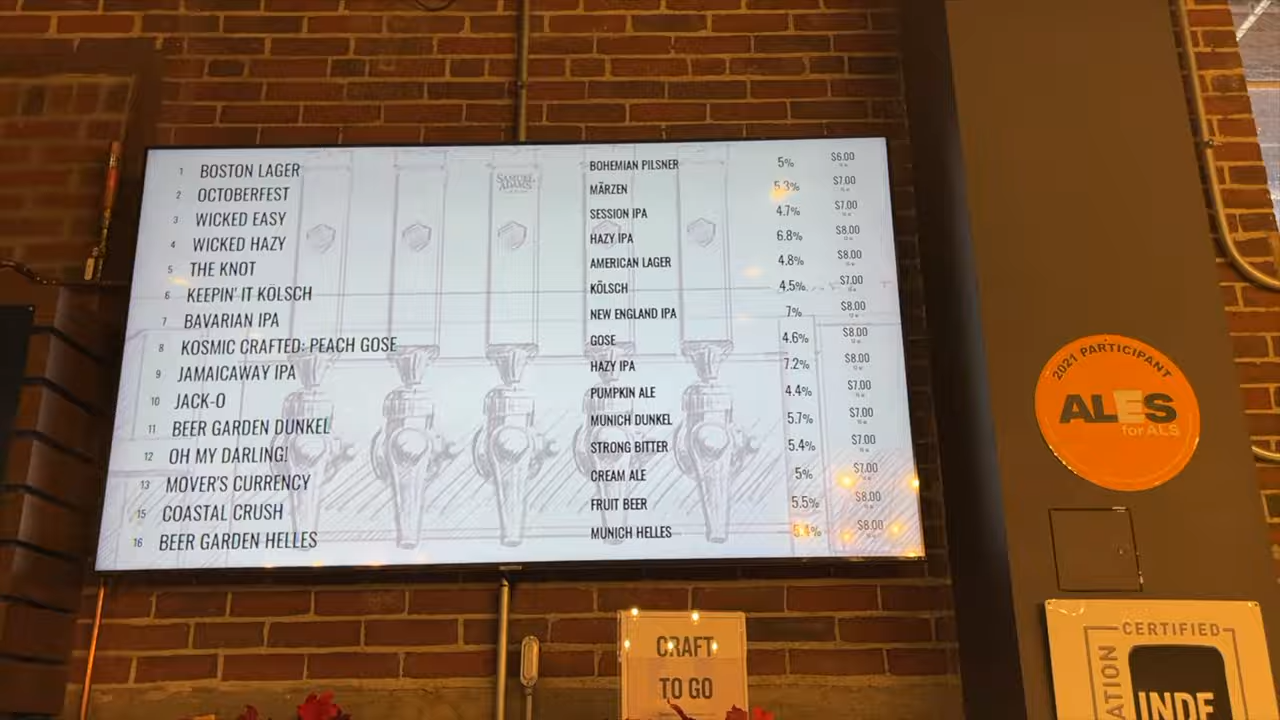 SAMUEL ADAMS
1 BOSTON LAGER BOHEMIAN PILSNER 5% $6.00
2 OCTOBERFEST MÄRZEN 5.3% $7.00
3 WICKED EASY SESSION IPA 4.7% $7.00
4 WICKED HAZY HAZY IPA 6.8% $8.00
5 THE KNOT AMERICAN LAGER 4.8% $8.00
6 KEEPIN' IT KÖLSCH KÖLSCH 4.5% $7.00
7 BAVARIAN IPA NEW ENGLAND IPA 7% $8.00
8 KOSMIC CRAFTED: PEACH GOSE GOSE 4.6% $8.00
9 JAMAICAWAY IPA HAZY IPA 7.2% $8.00
10 JACK-O PUMPKIN ALE 4.4% $7.00
11 BEER GARDEN DUNKEL MUNICH DUNKEL 5.7% $7.00
12 OH MY DARLING! STRONG BITTER 5.4% $7.00
13 MOVER'S CURRENCY CREAM ALE 5% $7.00
15 COASTAL CRUSH FRUIT BEER 5.5% $8.00
16 BEER GARDEN HELLES MUNICH HELLES 5.4% $8.00
2021 PARTICIPANT
ALES
for ALS
CRAFT
TO GO
CERTIFIED
INDE
ATION